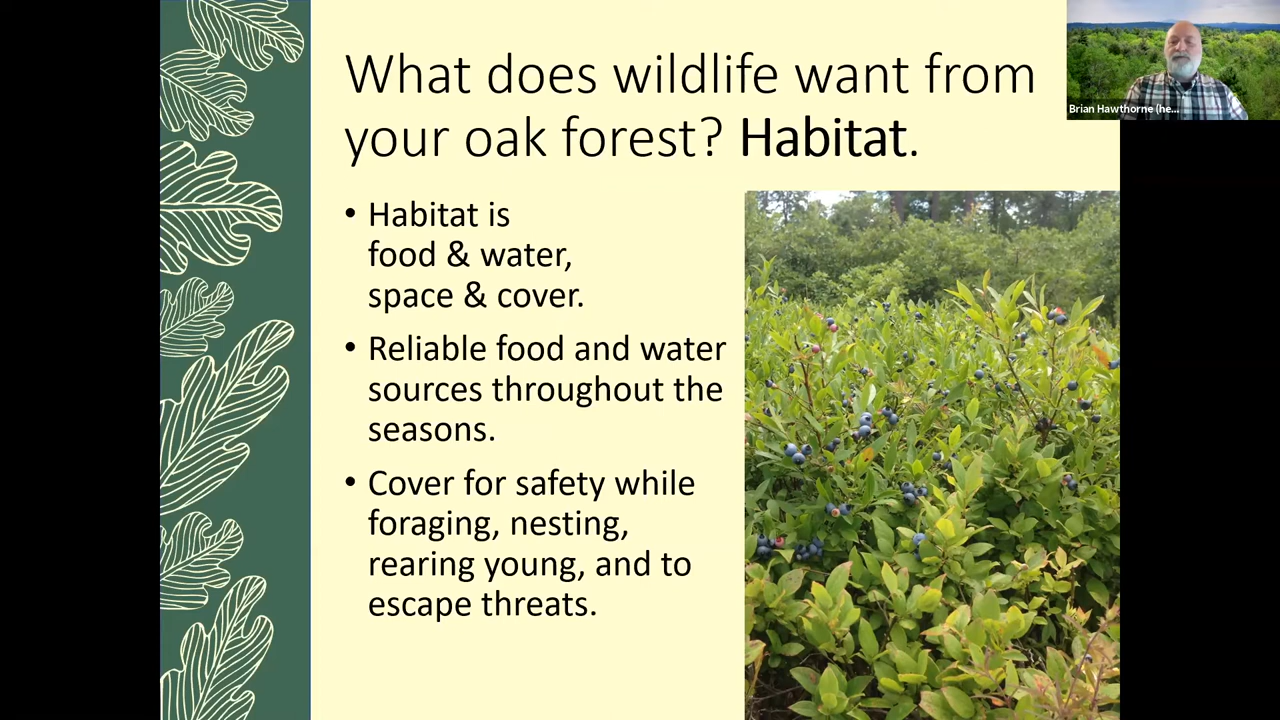 What does wildlife want from
your oak forest? Habitat.
Brian Hawthorne (he...
• Habitat is
food & water,
space & cover.
• Reliable food and water
sources throughout the
seasons.
• Cover for safety while
foraging, nesting,
rearing young, and to
escape threats.